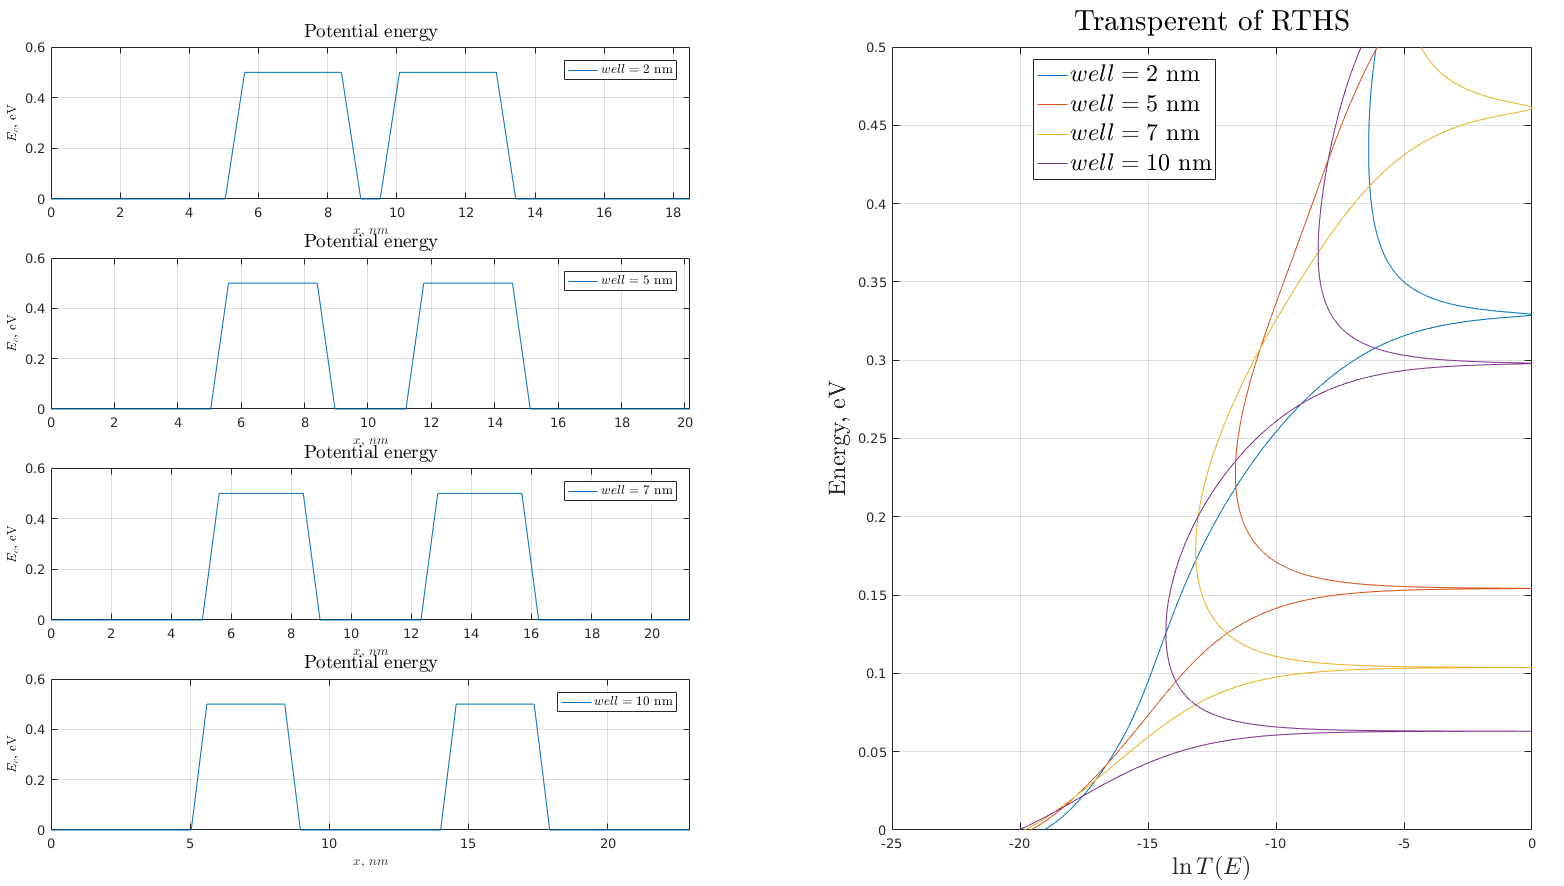 Potential energy
well = 2 nm
E_c, eV
0.6
0.4
0.2
0
0 2 4 6 8 10 12 14 16 18
x, nm
Potential energy
well = 5 nm
E_c, eV
0.6
0.4
0.2
0
0 2 4 6 8 10 12 14 16 18 20
x, nm
Potential energy
well = 7 nm
E_c, eV
0.6
0.4
0.2
0
0 2 4 6 8 10 12 14 16 18 20
x, nm
Potential energy
well = 10 nm
E_c, eV
0.6
0.4
0.2
0
0 5 10 15 20
x, nm
Transperent of RTHS
well = 2 nm
well = 5 nm
well = 7 nm
well = 10 nm
Energy, eV
0.5
0.45
0.4
0.35
0.3
0.25
0.2
0.15
0.1
0.05
0
-25 -20 -15 -10 -5 0
ln T(E)